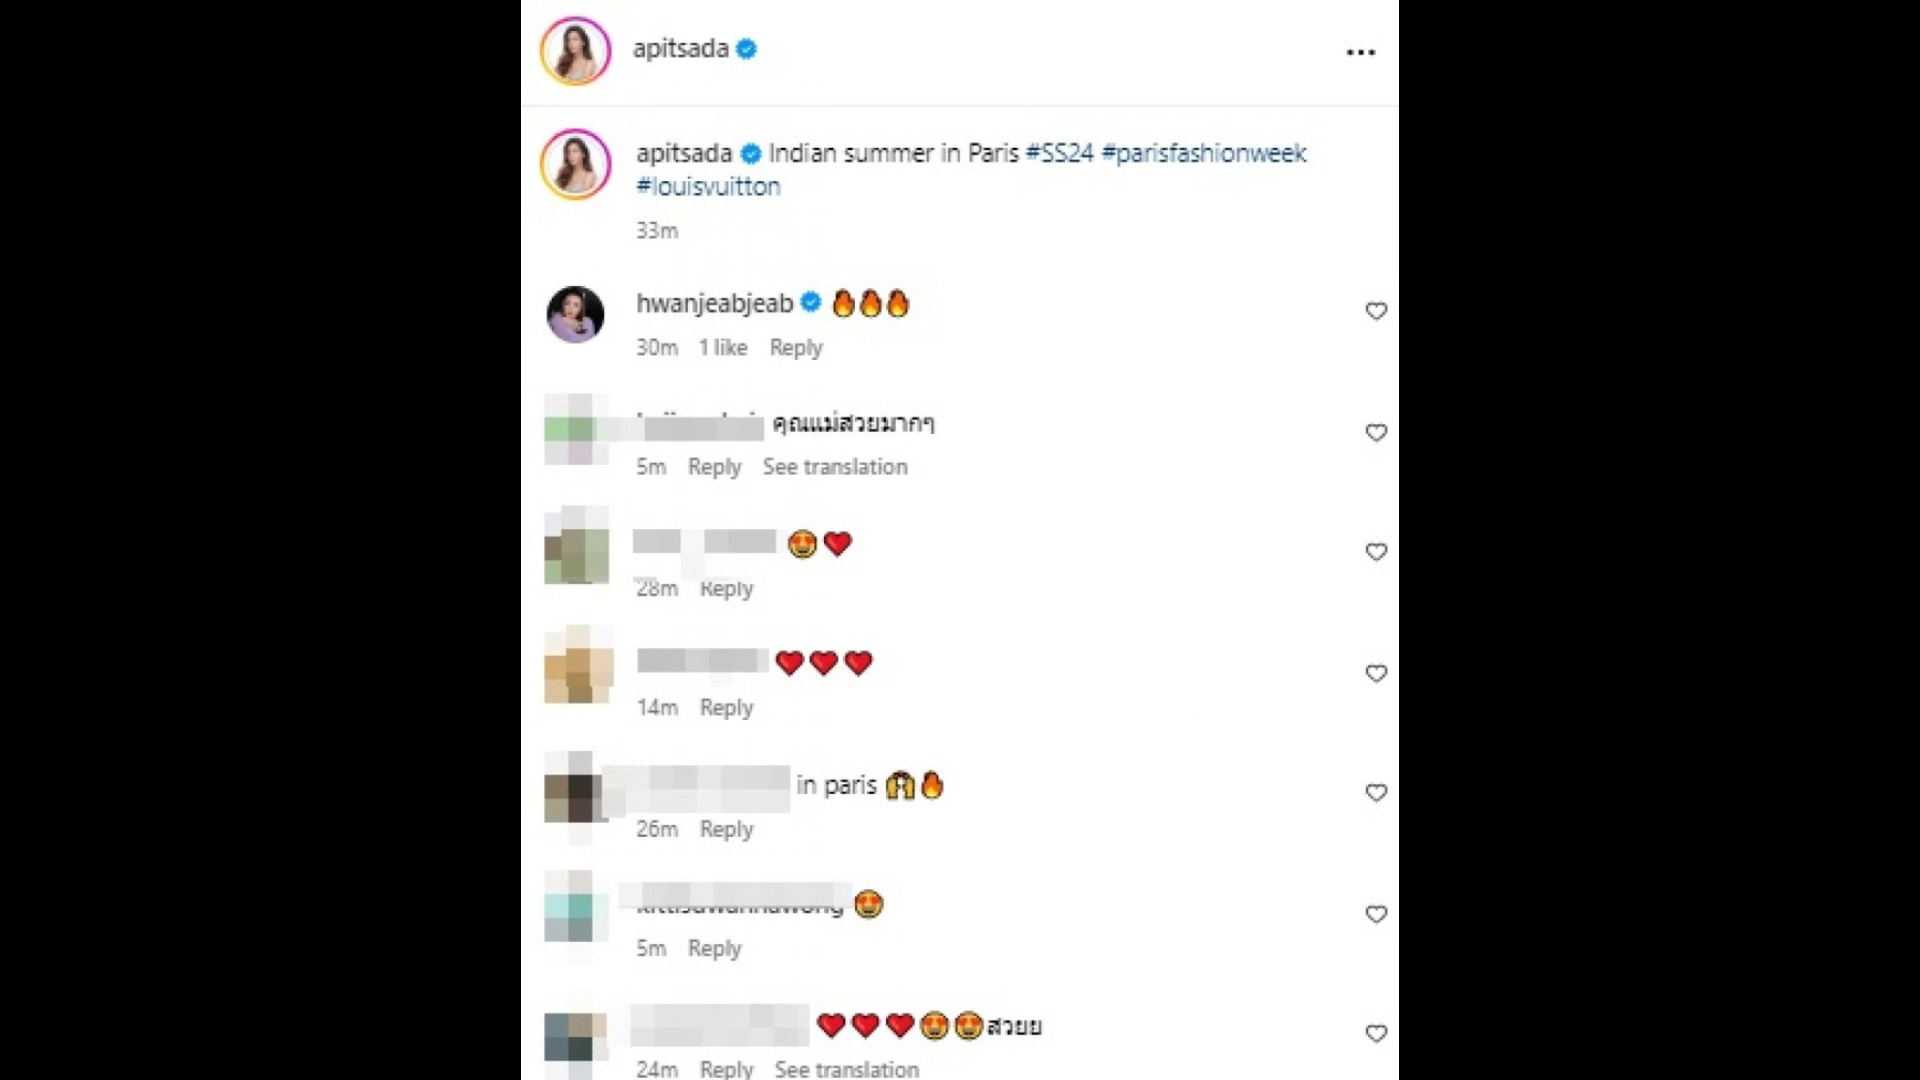 apitsada
apitsada Indian summer in Paris #SS24 #parisfashionweek
#louisvuitton
33m
hwanjeabjeab 🔥🔥🔥
30m 1 like Reply
คุณแม่สวยมากๆ
5m Reply See translation
😍❤️
28m Reply
❤️❤️❤️
14m Reply
in paris 🙌🔥
26m Reply
😍
5m Reply
❤️❤️❤️😍😍สวยย
24m Reply See translation